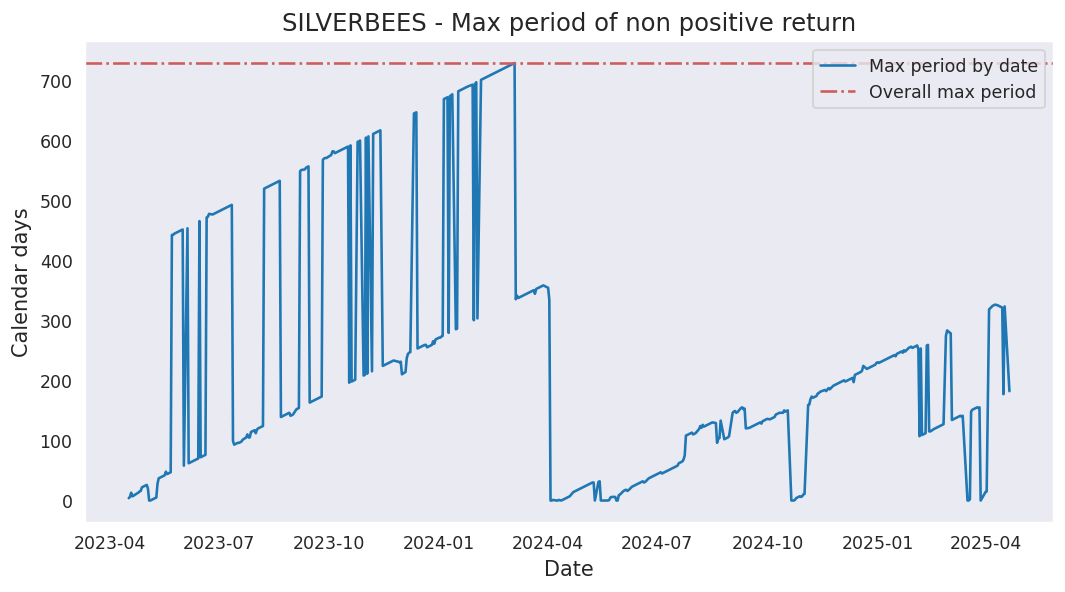 SILVERBEES - Max period of non positive return
Max period by date
Overall max period
Calendar days
700
600
500
400
300
200
100
0
2023-04 2023-07 2023-10 2024-01 2024-04 2024-07 2024-10 2025-01 2025-04
Date